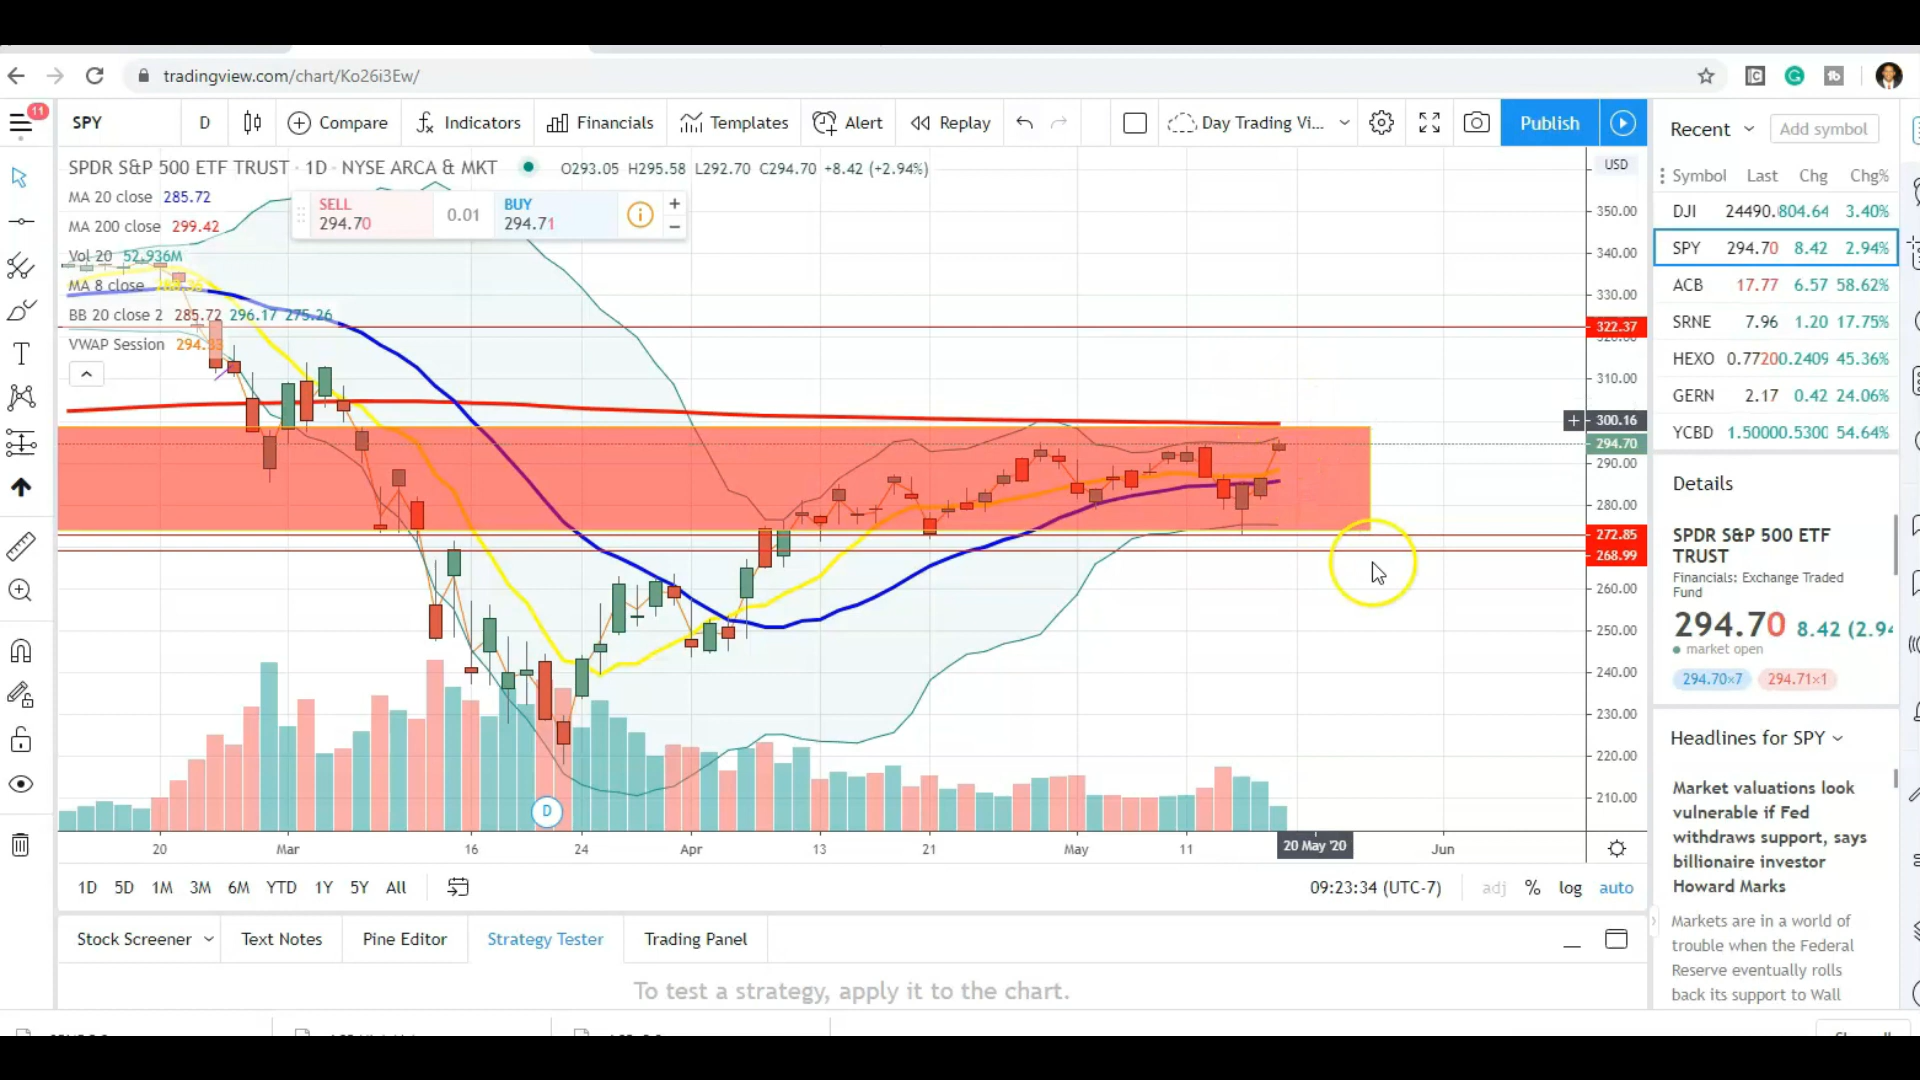 tradingview.com/chart/Ko26i3Ew/
11
SPY
D
Compare
Indicators
Financials
Templates
Alert
Replay
Day Trading Vi...
Publish
Recent
Add symbol
SPDR S&P 500 ETF TRUST · 1D · NYSE ARCA & MKT
O293.05 H295.58 L292.70 C294.70 +8.42 (+2.94%)
MA 20 close 285.72
MA 200 close 299.42
Vol 20 52.936M
MA 8 close
BB 20 close 2 285.72 296.17 275.26
VWAP Session
SELL
294.70
0.01
BUY
294.71
USD
350.00
340.00
330.00
322.37
310.00
300.16
294.70
290.00
280.00
272.85
268.99
260.00
250.00
240.00
230.00
220.00
210.00
D
20 Mar 16 24 Apr 13 21 May 11 20 May '20 Jun
1D 5D 1M 3M 6M YTD 1Y 5Y All
09:23:34 (UTC-7)
adj % log auto
Stock Screener
Text Notes
Pine Editor
Strategy Tester
Trading Panel
To test a strategy, apply it to the chart.
Symbol Last Chg Chg%
DJI 24490. 804.64 3.40%
SPY 294.70 8.42 2.94%
ACB 17.77 6.57 58.62%
SRNE 7.96 1.20 17.75%
HEXO 0.7720 0.2409 45.36%
GERN 2.17 0.42 24.06%
YCBD 1.5000 0.5300 54.64%
Details
SPDR S&P 500 ETF
TRUST
Financials: Exchange Traded
Fund
294.70 8.42 (2.94
market open
294.70×7 294.71×1
Headlines for SPY
Market valuations look
vulnerable if Fed
withdraws support, says
billionaire investor
Howard Marks
Markets are in a world of
trouble when the Federal
Reserve eventually rolls
back its support to Wall